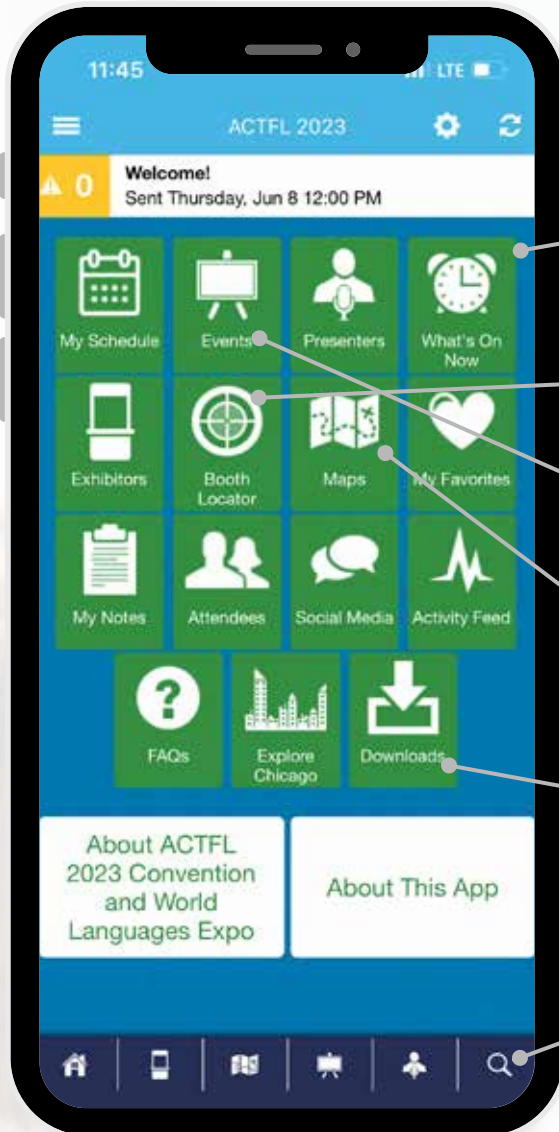 11:45
LTE
ACTFL 2023
0
Welcome!
Sent Thursday, Jun 8 12:00 PM
My Schedule
Events
Presenters
What's On
Now
Exhibitors
Booth
Locator
Maps
My Favorites
My Notes
Attendees
Social Media
Activity Feed
?
FAQs
Explore
Chicago
Downloads
About ACTFL
2023 Convention
and World
Languages Expo
About This App